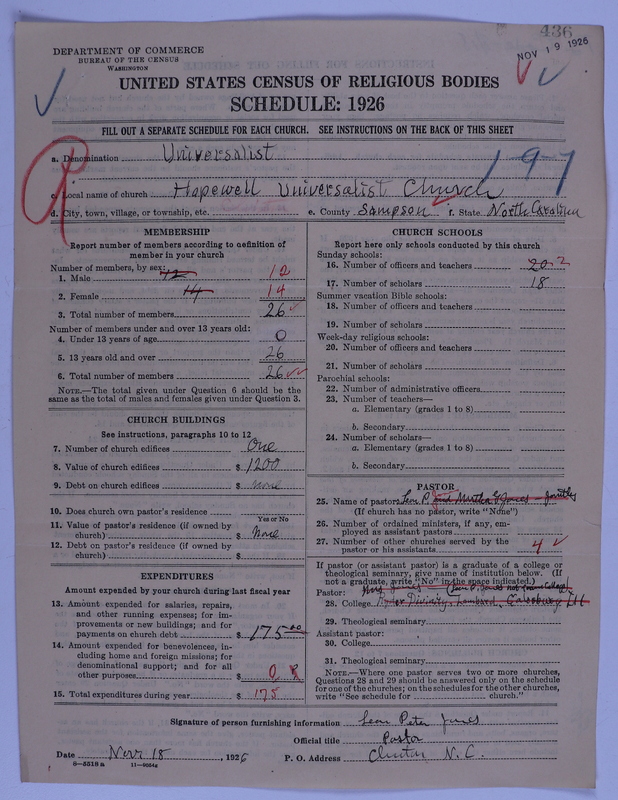 436
NOV 19 1926
DEPARTMENT OF COMMERCE
BUREAU OF THE CENSUS
WASHINGTON
UNITED STATES CENSUS OF RELIGIOUS BODIES
SCHEDULE: 1926
FILL OUT A SEPARATE SCHEDULE FOR EACH CHURCH. SEE INSTRUCTIONS ON THE BACK OF THIS SHEET
R
197
a. Denomination Universalist
c. Local name of church Hopewell Universalist Church
d. City, town, village, or township, etc. e. County Sampson f. State North Carolina
MEMBERSHIP
Report number of members according to definition of
member in your church
Number of members, by sex:
1. Male 12 12
2. Female 14 14
3. Total number of members 26
Number of members under and over 13 years old:
4. Under 13 years of age 0
5. 13 years old and over 26
6. Total number of members 26
NOTE.—The total given under Question 6 should be the
same as the total of males and females given under Question 3.
CHURCH BUILDINGS
See instructions, paragraphs 10 to 12
7. Number of church edifices One
8. Value of church edifices $ 1200
9. Debt on church edifices $ None
10. Does church own pastor's residence
Yes or No
11. Value of pastor's residence (if owned by
church) $ None
12. Debt on pastor's residence (if owned by
church) $
EXPENDITURES
Amount expended by your church during last fiscal year
13. Amount expended for salaries, repairs,
and other running expenses; for im-
provements or new buildings; and for
payments on church debt $ 175.00
14. Amount expended for benevolences, in-
cluding home and foreign missions; for
denominational support; and for all
other purposes $ 0 R
15. Total expenditures during year $ 175
CHURCH SCHOOLS
Report here only schools conducted by this church
Sunday schools:
16. Number of officers and teachers 20 2
17. Number of scholars 18
Summer vacation Bible schools:
18. Number of officers and teachers
19. Number of scholars
Week-day religious schools:
20. Number of officers and teachers
21. Number of scholars
Parochial schools:
22. Number of administrative officers
23. Number of teachers—
a. Elementary (grades 1 to 8)
b. Secondary
24. Number of scholars—
a. Elementary (grades 1 to 8)
b. Secondary
PASTOR
25. Name of pastor Leon P. and Martha G. Jones - Jointly
(If church has no pastor, write "None")
26. Number of ordained ministers, if any, em-
ployed as assistant pastors
27. Number of other churches served by the
pastor or his assistants 4
If pastor (or assistant pastor) is a graduate of a college or
theological seminary, give name of institution below. (If
not a graduate, write "No" in the space indicated.)
Pastor:
28. College Ryder Divinity, Lombard, Galesburg Ill
29. Theological seminary
Assistant pastor:
30. College
31. Theological seminary
NOTE.—Where one pastor serves two or more churches,
Questions 28 and 29 should be answered only on the schedule
for one of the churches; on the schedules for the other churches,
write "See schedule for church."
Signature of person furnishing information Leon Peter Jones
Official title Pastor
Date Nov. 18, 1926 P. O. Address Clinton N. C.
8—5518a 11—9054a